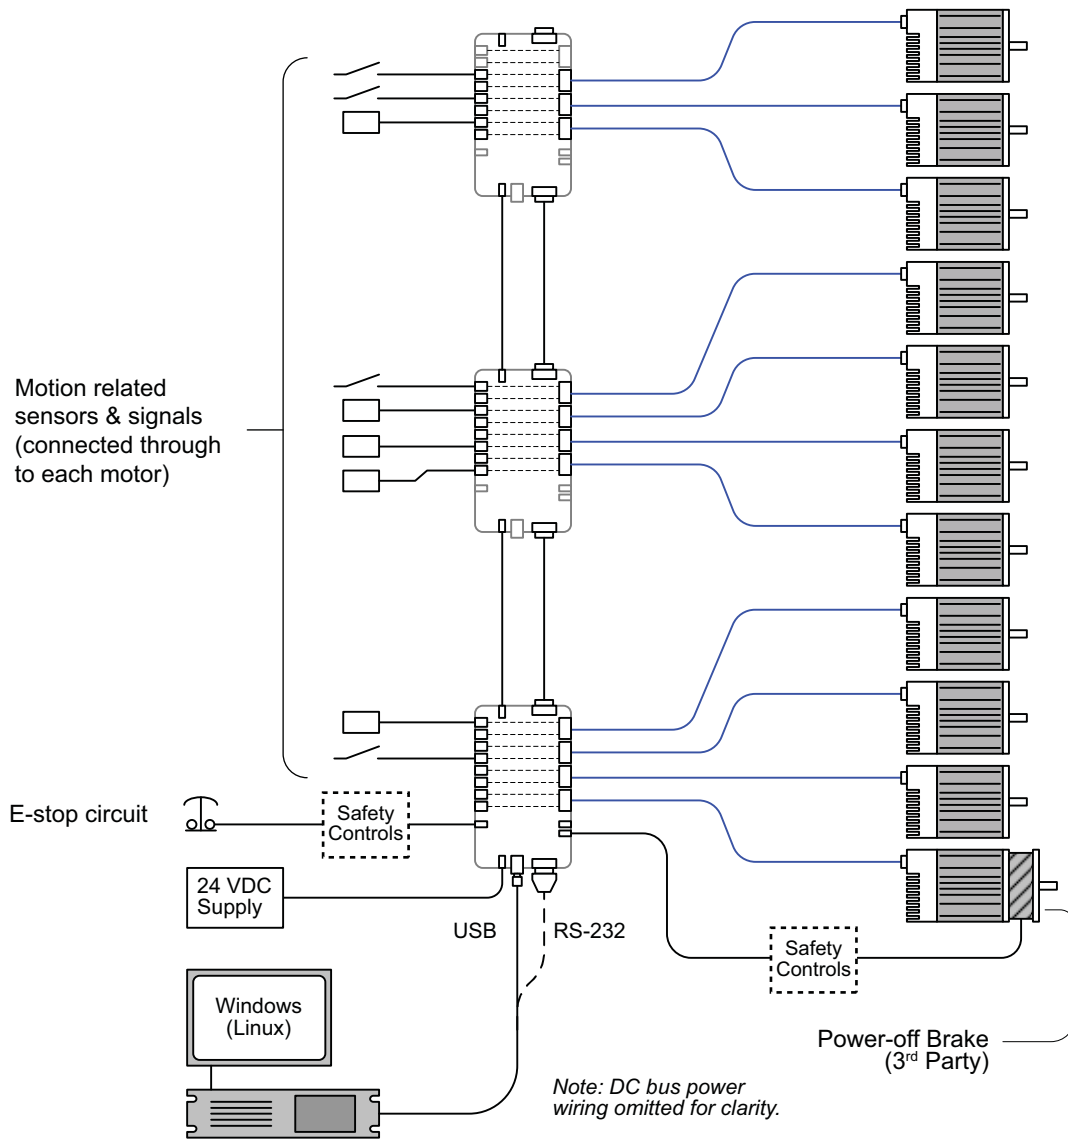 Motion related
sensors & signals
(connected through
to each motor)
E-stop circuit
Safety
Controls
24 VDC
Supply
USB
RS-232
Safety
Controls
Windows
(Linux)
Power-off Brake
(3rd Party)
Note: DC bus power
wiring omitted for clarity.